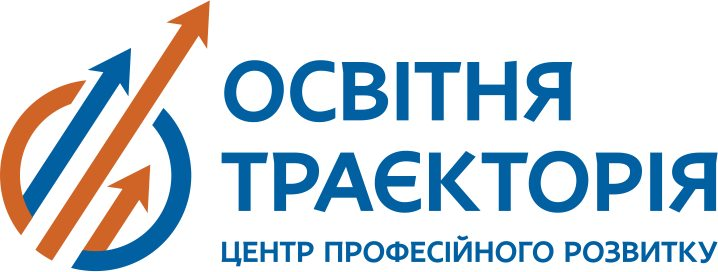 ОСВІТНЯ
ТРАЄКТОРІЯ
ЦЕНТР ПРОФЕСІЙНОГО РОЗВИТКУ